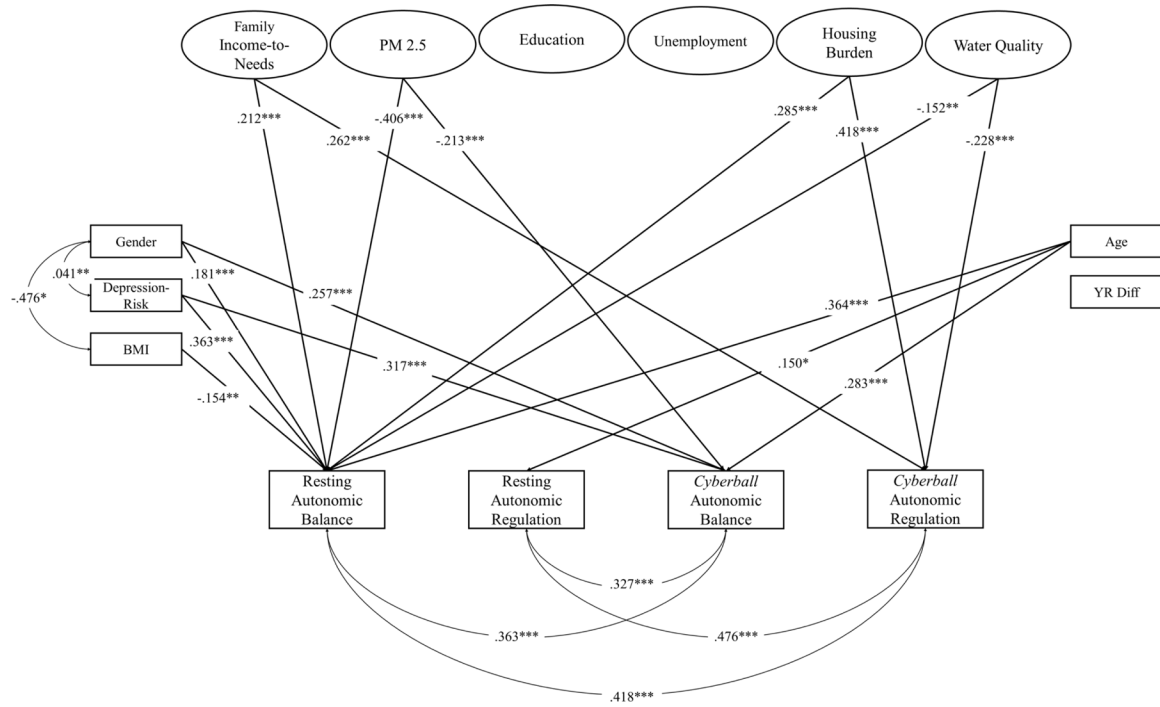 Family
Income-to-
Needs
PM 2.5
Education
Unemployment
Housing
Burden
Water Quality
.212***
.262***
-.406***
-.213***
.285***
.418***
-.152**
-.228***
Gender
Depression-
Risk
BMI
.041**
-.476*
.181***
.257***
.363***
.317***
-.154**
Age
YR Diff
.364***
.150*
.283***
Resting
Autonomic
Balance
Resting
Autonomic
Regulation
Cyberball
Autonomic
Balance
Cyberball
Autonomic
Regulation
.327***
.363***
.476***
.418***